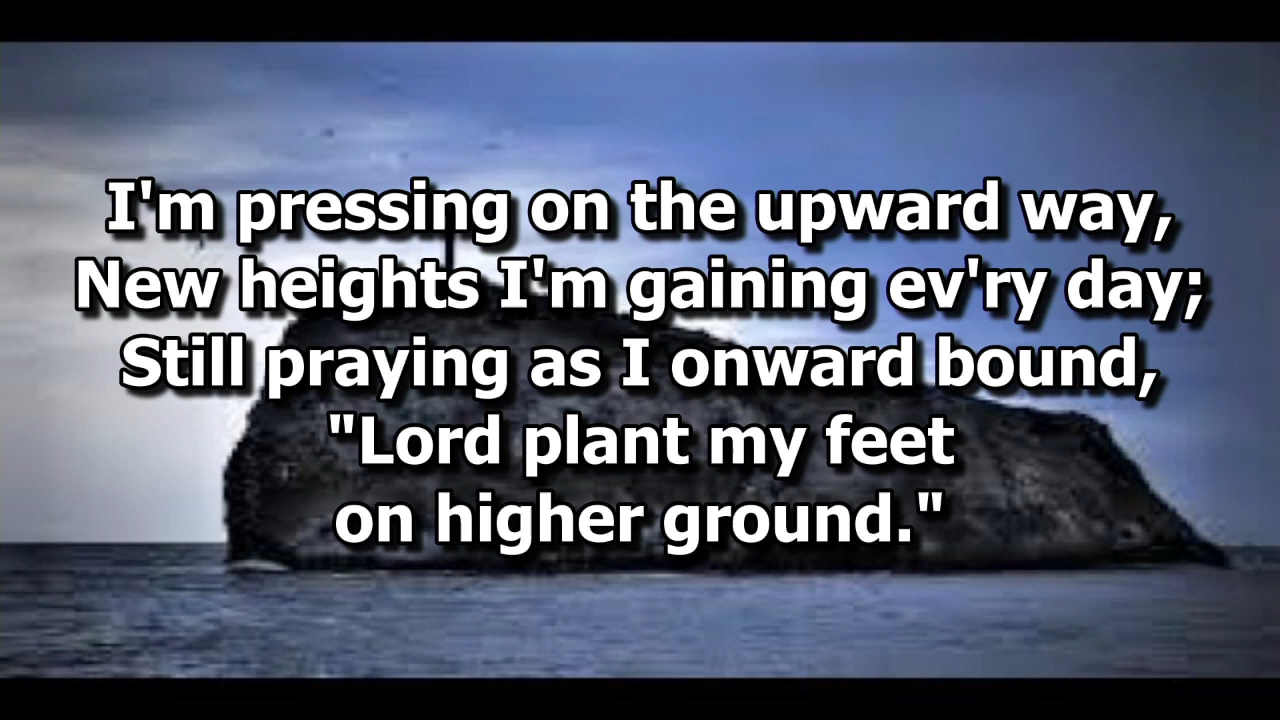 I'm pressing on the upward way,
New heights I'm gaining ev'ry day;
Still praying as I onward bound,
"Lord plant my feet
on higher ground."